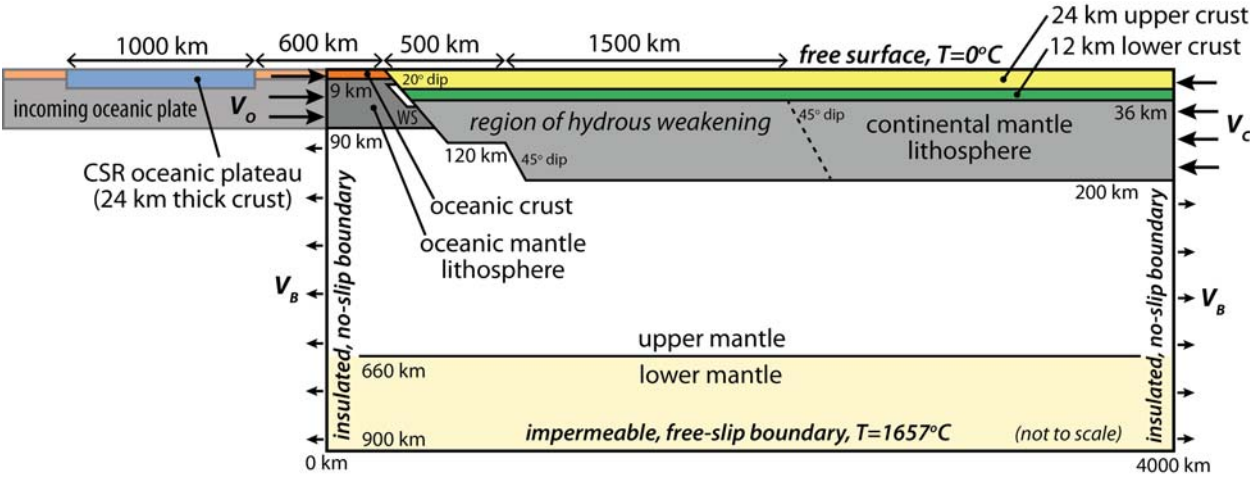 24 km upper crust
12 km lower crust
1000 km
600 km
500 km
1500 km
free surface, T=0°C
20° dip
incoming oceanic plate
V_O
9 km
WS
region of hydrous weakening
45° dip
continental mantle
lithosphere
36 km
V_C
90 km
120 km
45° dip
200 km
CSR oceanic plateau
(24 km thick crust)
oceanic crust
oceanic mantle
lithosphere
insulated, no-slip boundary
insulated, no-slip boundary
V_B
V_B
upper mantle
660 km
lower mantle
900 km
impermeable, free-slip boundary, T=1657°C
(not to scale)
0 km
4000 km